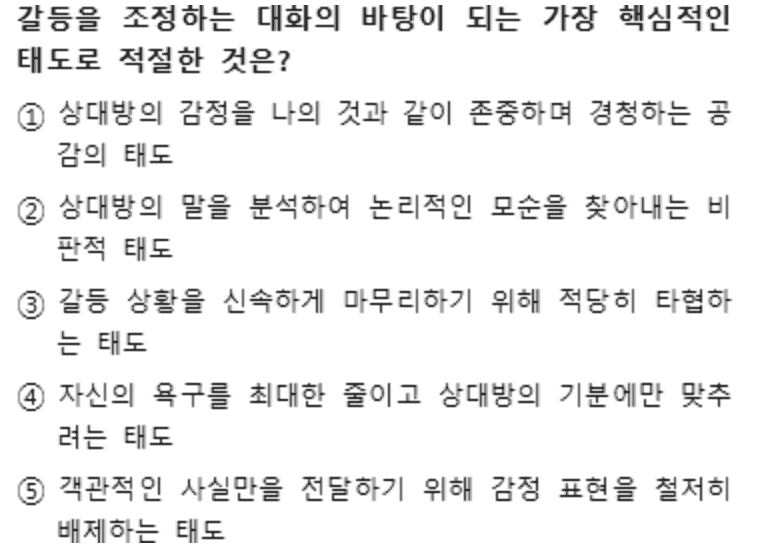 갈등을 조정하는 대화의 바탕이 되는 가장 핵심적인
태도로 적절한 것은?
① 상대방의 감정을 나의 것과 같이 존중하며 경청하는 공
감의 태도
② 상대방의 말을 분석하여 논리적인 모순을 찾아내는 비
판적 태도
③ 갈등 상황을 신속하게 마무리하기 위해 적당히 타협하
는 태도
④ 자신의 욕구를 최대한 줄이고 상대방의 기분에만 맞추
려는 태도
⑤ 객관적인 사실만을 전달하기 위해 감정 표현을 철저히
배제하는 태도